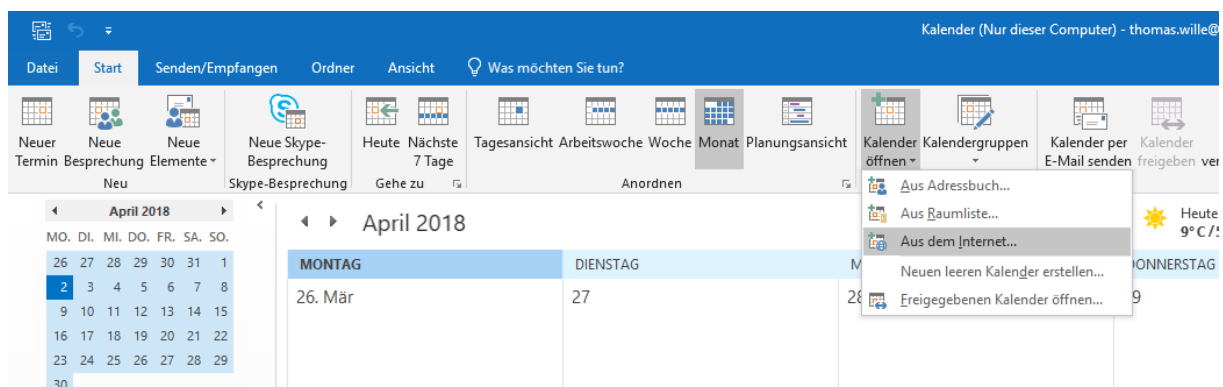 Kalender (Nur dieser Computer) - thomas.wille@
Datei Start Senden/Empfangen Ordner Ansicht Was möchten Sie tun?
Neuer Neue Neue Neue Skype- Heute Nächste Tagesansicht Arbeitswoche Woche Monat Planungsansicht Kalender Kalendergruppen Kalender per Kalender
Termin Besprechung Elemente Besprechung 7 Tage öffnen E-Mail senden freigeben ver
Neu Skype-Besprechung Gehe zu Anordnen
Aus Adressbuch...
Aus Raumliste...
Aus dem Internet...
Neuen leeren Kalender erstellen...
Freigegebenen Kalender öffnen...
April 2018
MO. DI. MI. DO. FR. SA. SO.
26 27 28 29 30 31 1
2 3 4 5 6 7 8
9 10 11 12 13 14 15
16 17 18 19 20 21 22
23 24 25 26 27 28 29
30
April 2018
Heute
9° C /
MONTAG DIENSTAG M DONNERSTAG
26. Mär 27 28 9